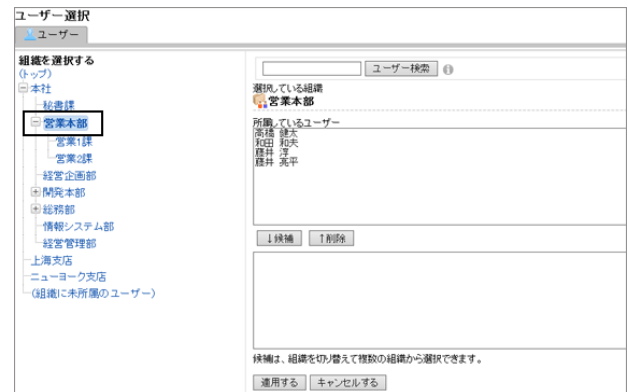 ユーザー選択
ユーザー
組織を選択する
(トップ)
本社
秘書課
営業本部
営業1課
営業2課
経営企画部
開発本部
総務部
情報システム部
経営管理部
上海支店
ニューヨーク支店
(組織に未所属のユーザー)
ユーザー検索
選択している組織
営業本部
所属しているユーザー
高橋 健太
和田 和夫
藤井 淳
藤井 亮平
↓候補 ↑削除
候補は、組織を切り替えて複数の組織から選択できます。
適用する キャンセルする